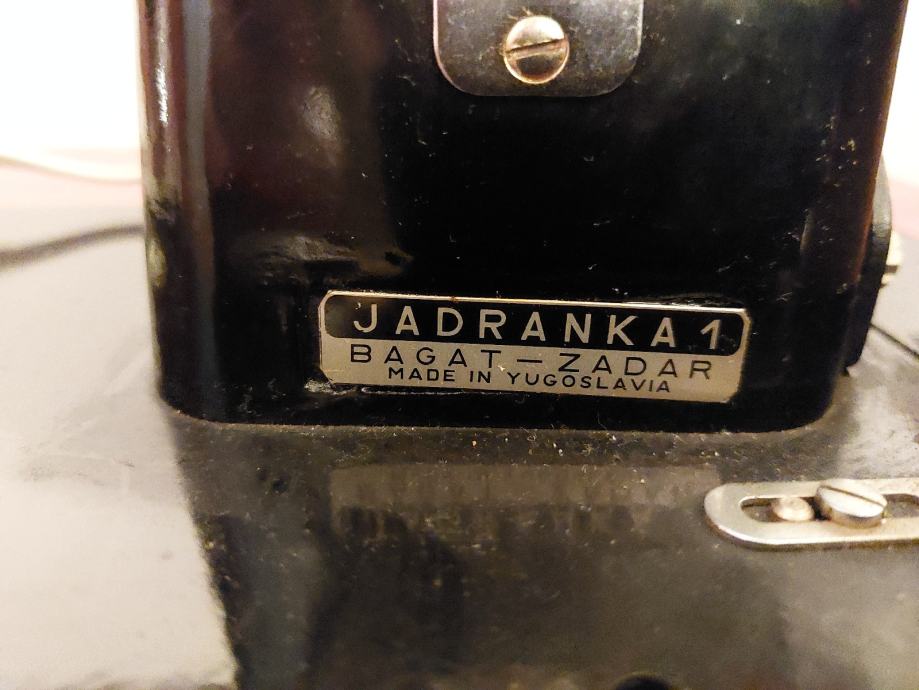 JADRANKA 1
BAGAT — ZADAR
MADE IN YUGOSLAVIA